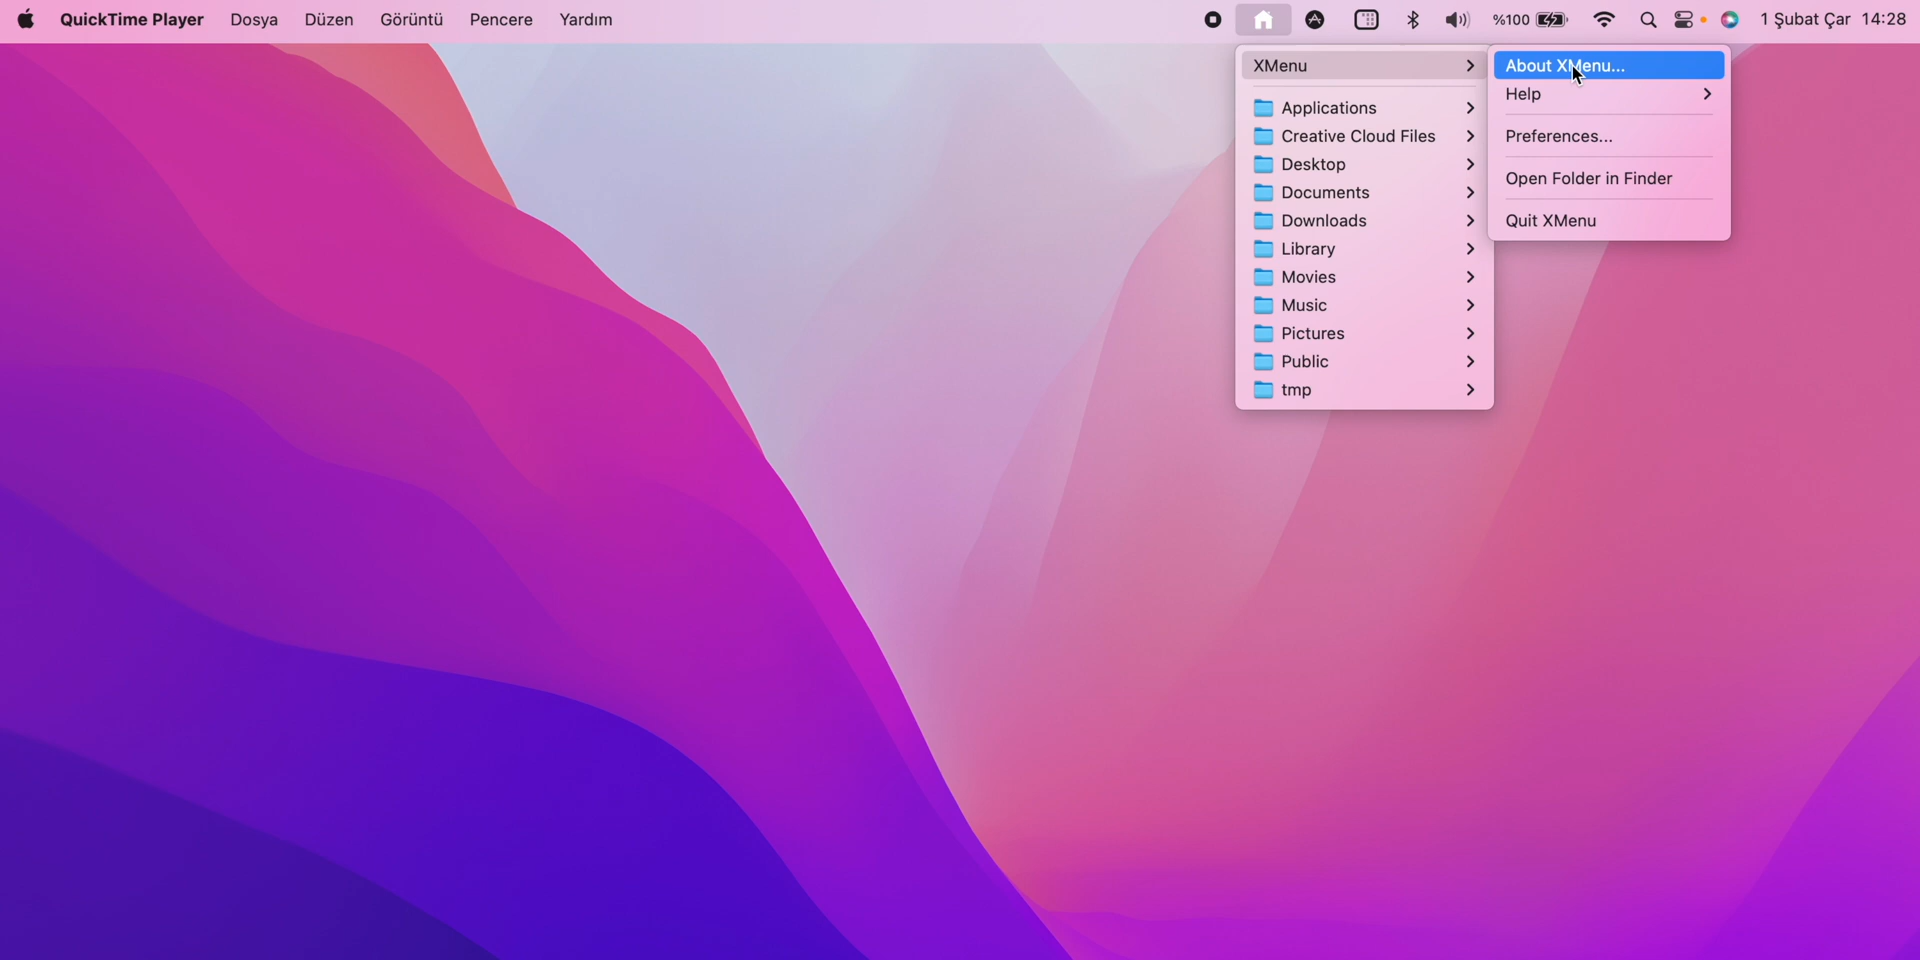 QuickTime Player Dosya Düzen Görüntü Pencere Yardım %100 1 Şubat Çar 14:28
XMenu
Applications
Creative Cloud Files
Desktop
Documents
Downloads
Library
Movies
Music
Pictures
Public
tmp
About XMenu...
Help
Preferences...
Open Folder in Finder
Quit XMenu